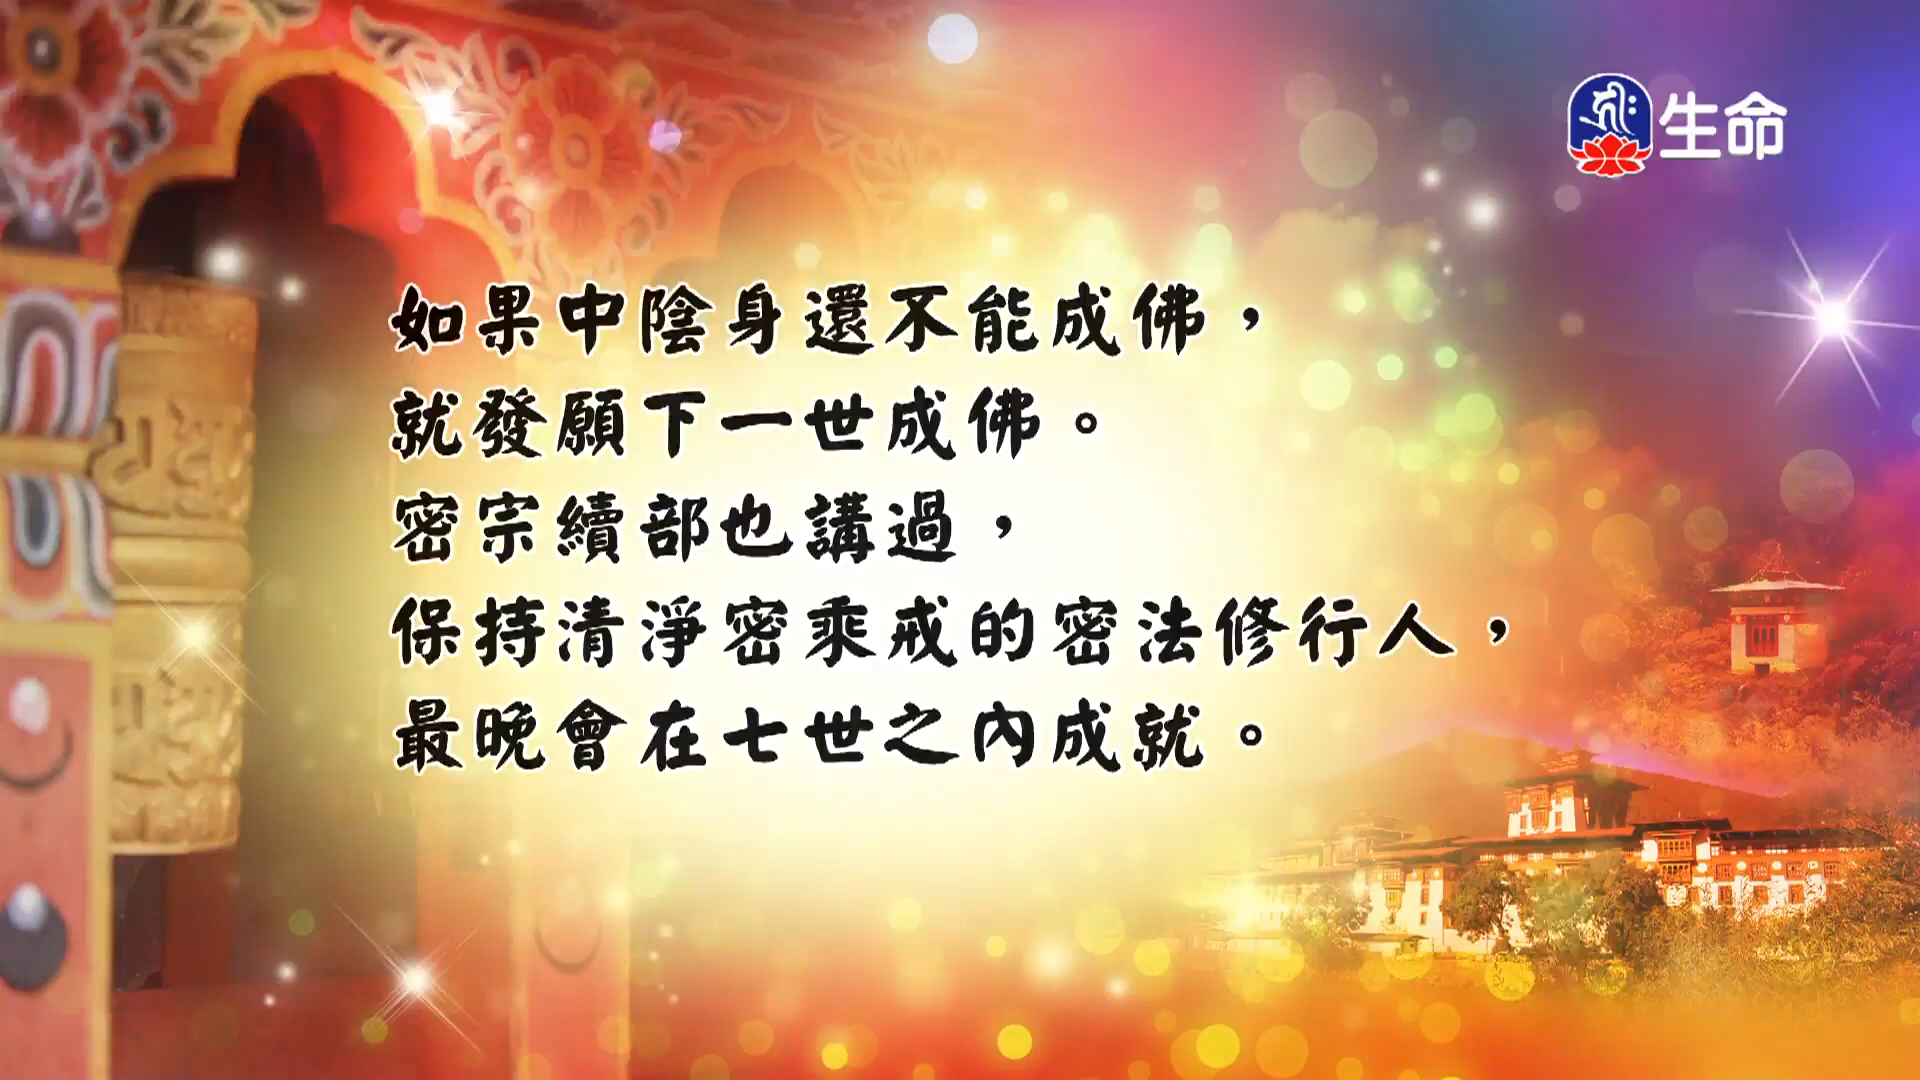 生命
如果中陰身還不能成佛，
就發願下一世成佛。
密宗續部也講過，
保持清淨密乘戒的密法修行人，
最晚會在七世之內成就。